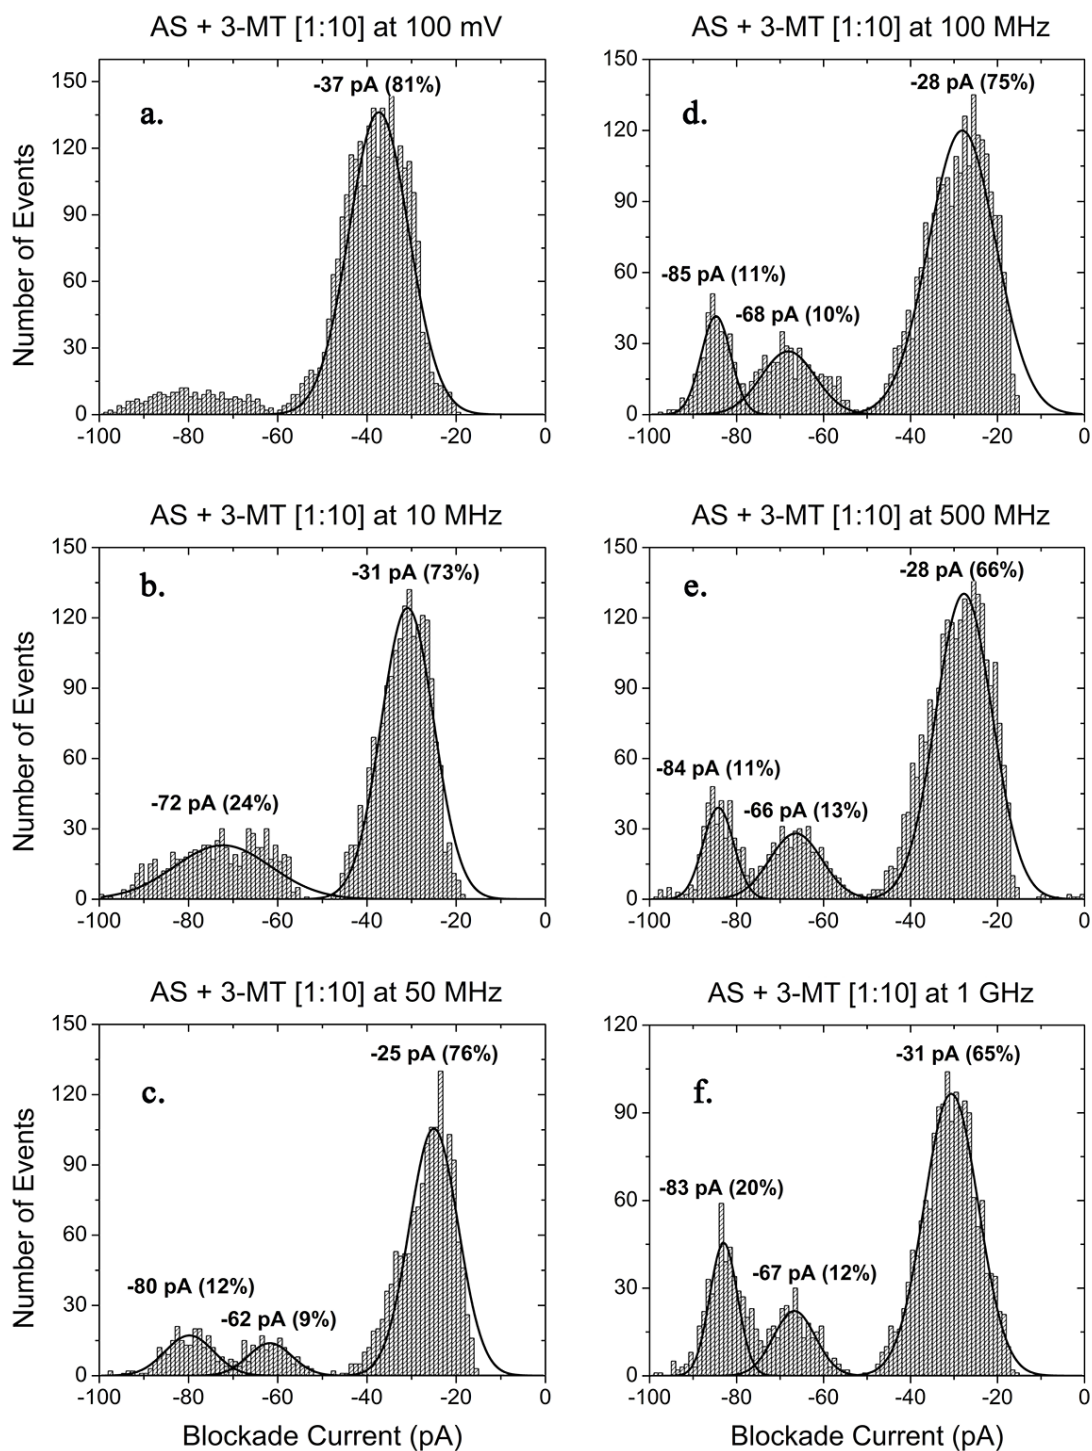 AS + 3-MT [1:10] at 100 mV
a.
-37 pA (81%)
150
120
90
60
30
0
Number of Events
-100 -80 -60 -40 -20 0
AS + 3-MT [1:10] at 100 MHz
d.
-28 pA (75%)
-85 pA (11%)
-68 pA (10%)
150
120
90
60
30
0
-100 -80 -60 -40 -20 0
AS + 3-MT [1:10] at 10 MHz
b.
-31 pA (73%)
-72 pA (24%)
150
120
90
60
30
0
Number of Events
-100 -80 -60 -40 -20 0
AS + 3-MT [1:10] at 500 MHz
e.
-28 pA (66%)
-84 pA (11%)
-66 pA (13%)
150
120
90
60
30
0
-100 -80 -60 -40 -20 0
AS + 3-MT [1:10] at 50 MHz
c.
-25 pA (76%)
-80 pA (12%)
-62 pA (9%)
150
120
90
60
30
0
Number of Events
-100 -80 -60 -40 -20 0
Blockade Current (pA)
AS + 3-MT [1:10] at 1 GHz
f.
-31 pA (65%)
-83 pA (20%)
-67 pA (12%)
120
90
60
30
0
-100 -80 -60 -40 -20 0
Blockade Current (pA)